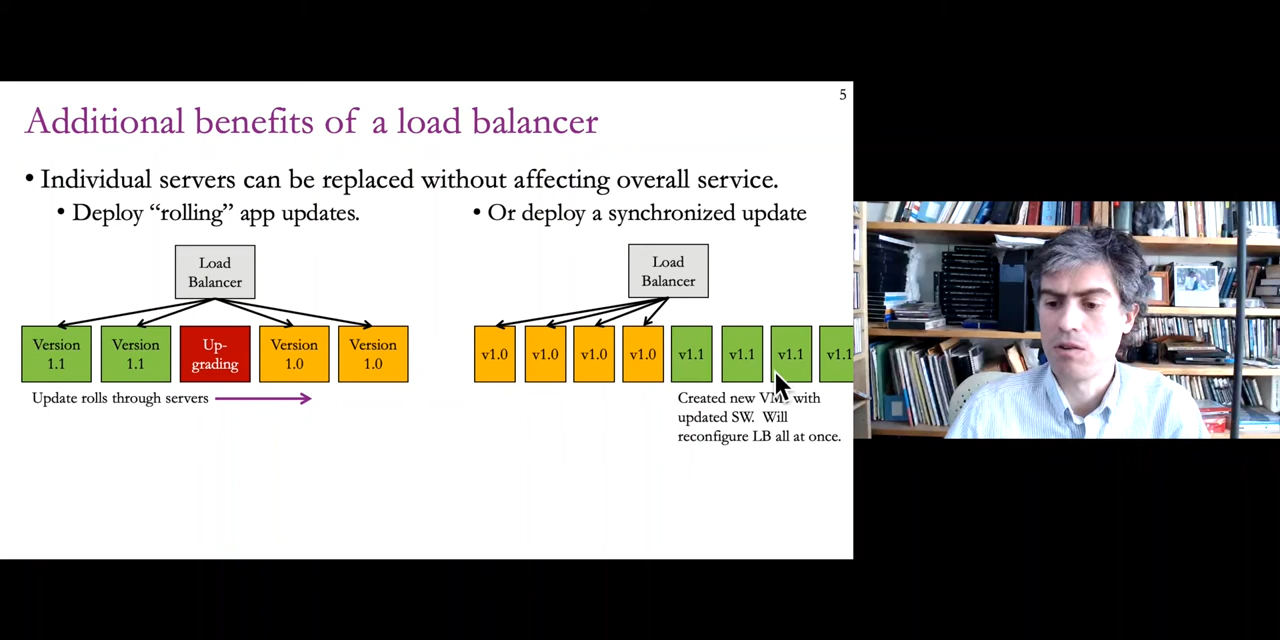 5
Additional benefits of a load balancer
• Individual servers can be replaced without affecting overall service.
• Deploy “rolling” app updates.
Load
Balancer
Version
1.1
Version
1.1
Up-
grading
Version
1.0
Version
1.0
Update rolls through servers
• Or deploy a synchronized update
Load
Balancer
v1.0
v1.0
v1.0
v1.0
v1.1
v1.1
v1.1
v1.1
Created new with
updated SW. Will
reconfigure LB all at once.